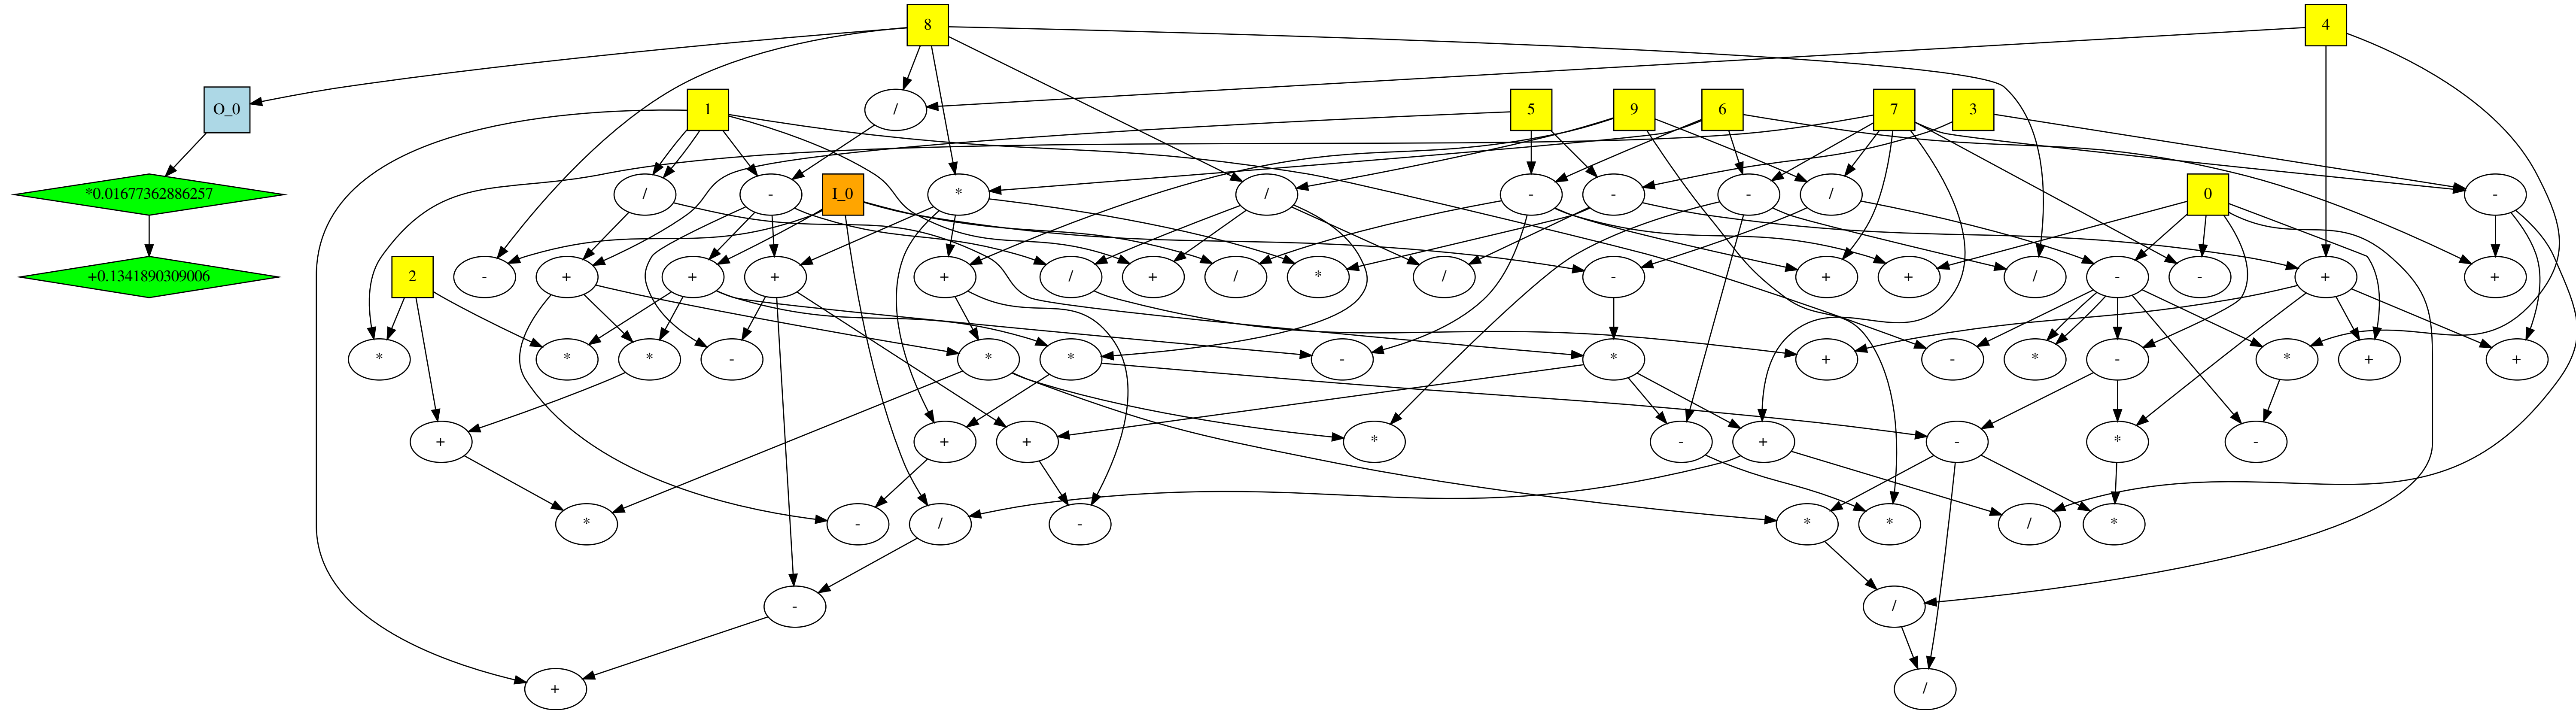 8 4
O_0 1 / 5 9 6 7 3
*0.01677362886257 / - I_0 * / - - - / 0 -
+0.1341890309006 2 - + + + + / + / * / - + + / - - + +
* * * - * * - * + - * - * + +
+ + + * - + - * -
* - / - * * / *
- /
+ /